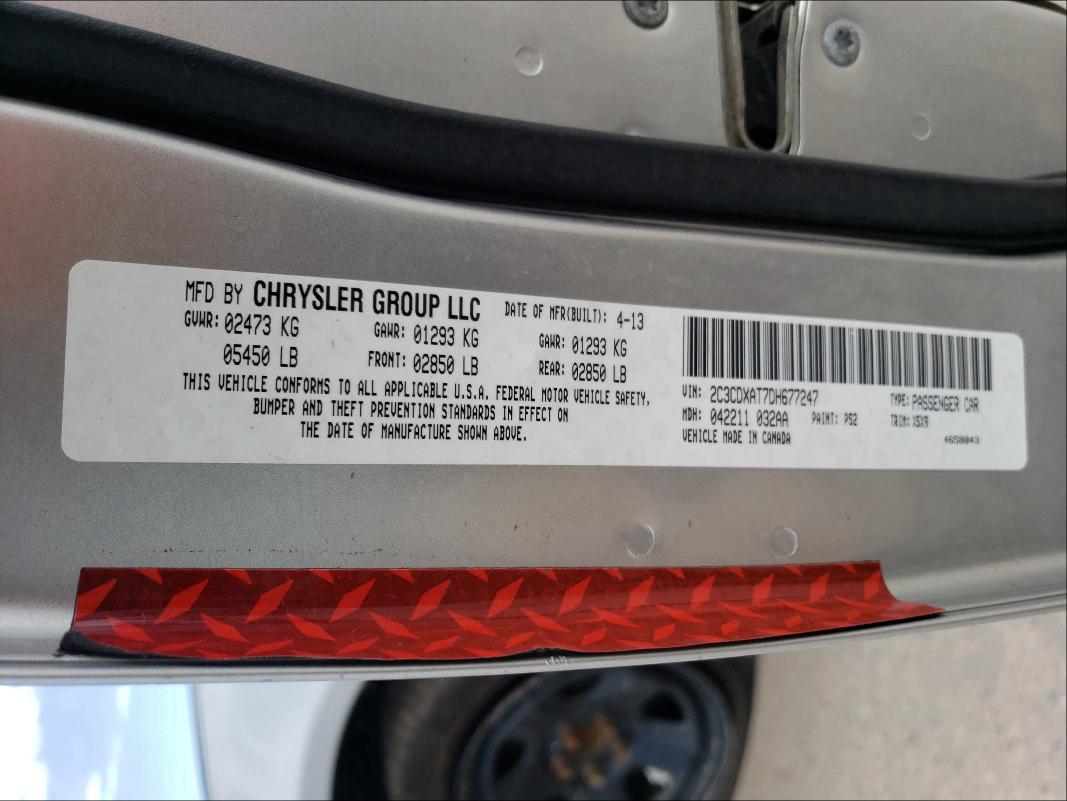 MFD BY CHRYSLER GROUP LLC DATE OF MFR(BUILT): 4-13
GVWR: 02473 KG GAWR: 01293 KG GAWR: 01293 KG
05450 LB FRONT: 02850 LB REAR: 02850 LB
THIS VEHICLE CONFORMS TO ALL APPLICABLE U.S.A. FEDERAL MOTOR VEHICLE SAFETY,
BUMPER AND THEFT PREVENTION STANDARDS IN EFFECT ON
THE DATE OF MANUFACTURE SHOWN ABOVE.
VIN: 2C3CDXAT7DH677247 TYPE: PASSENGER CAR
MDH: 042211 032AA PAINT: PS2 TRIM: X5X9
VEHICLE MADE IN CANADA 4658843